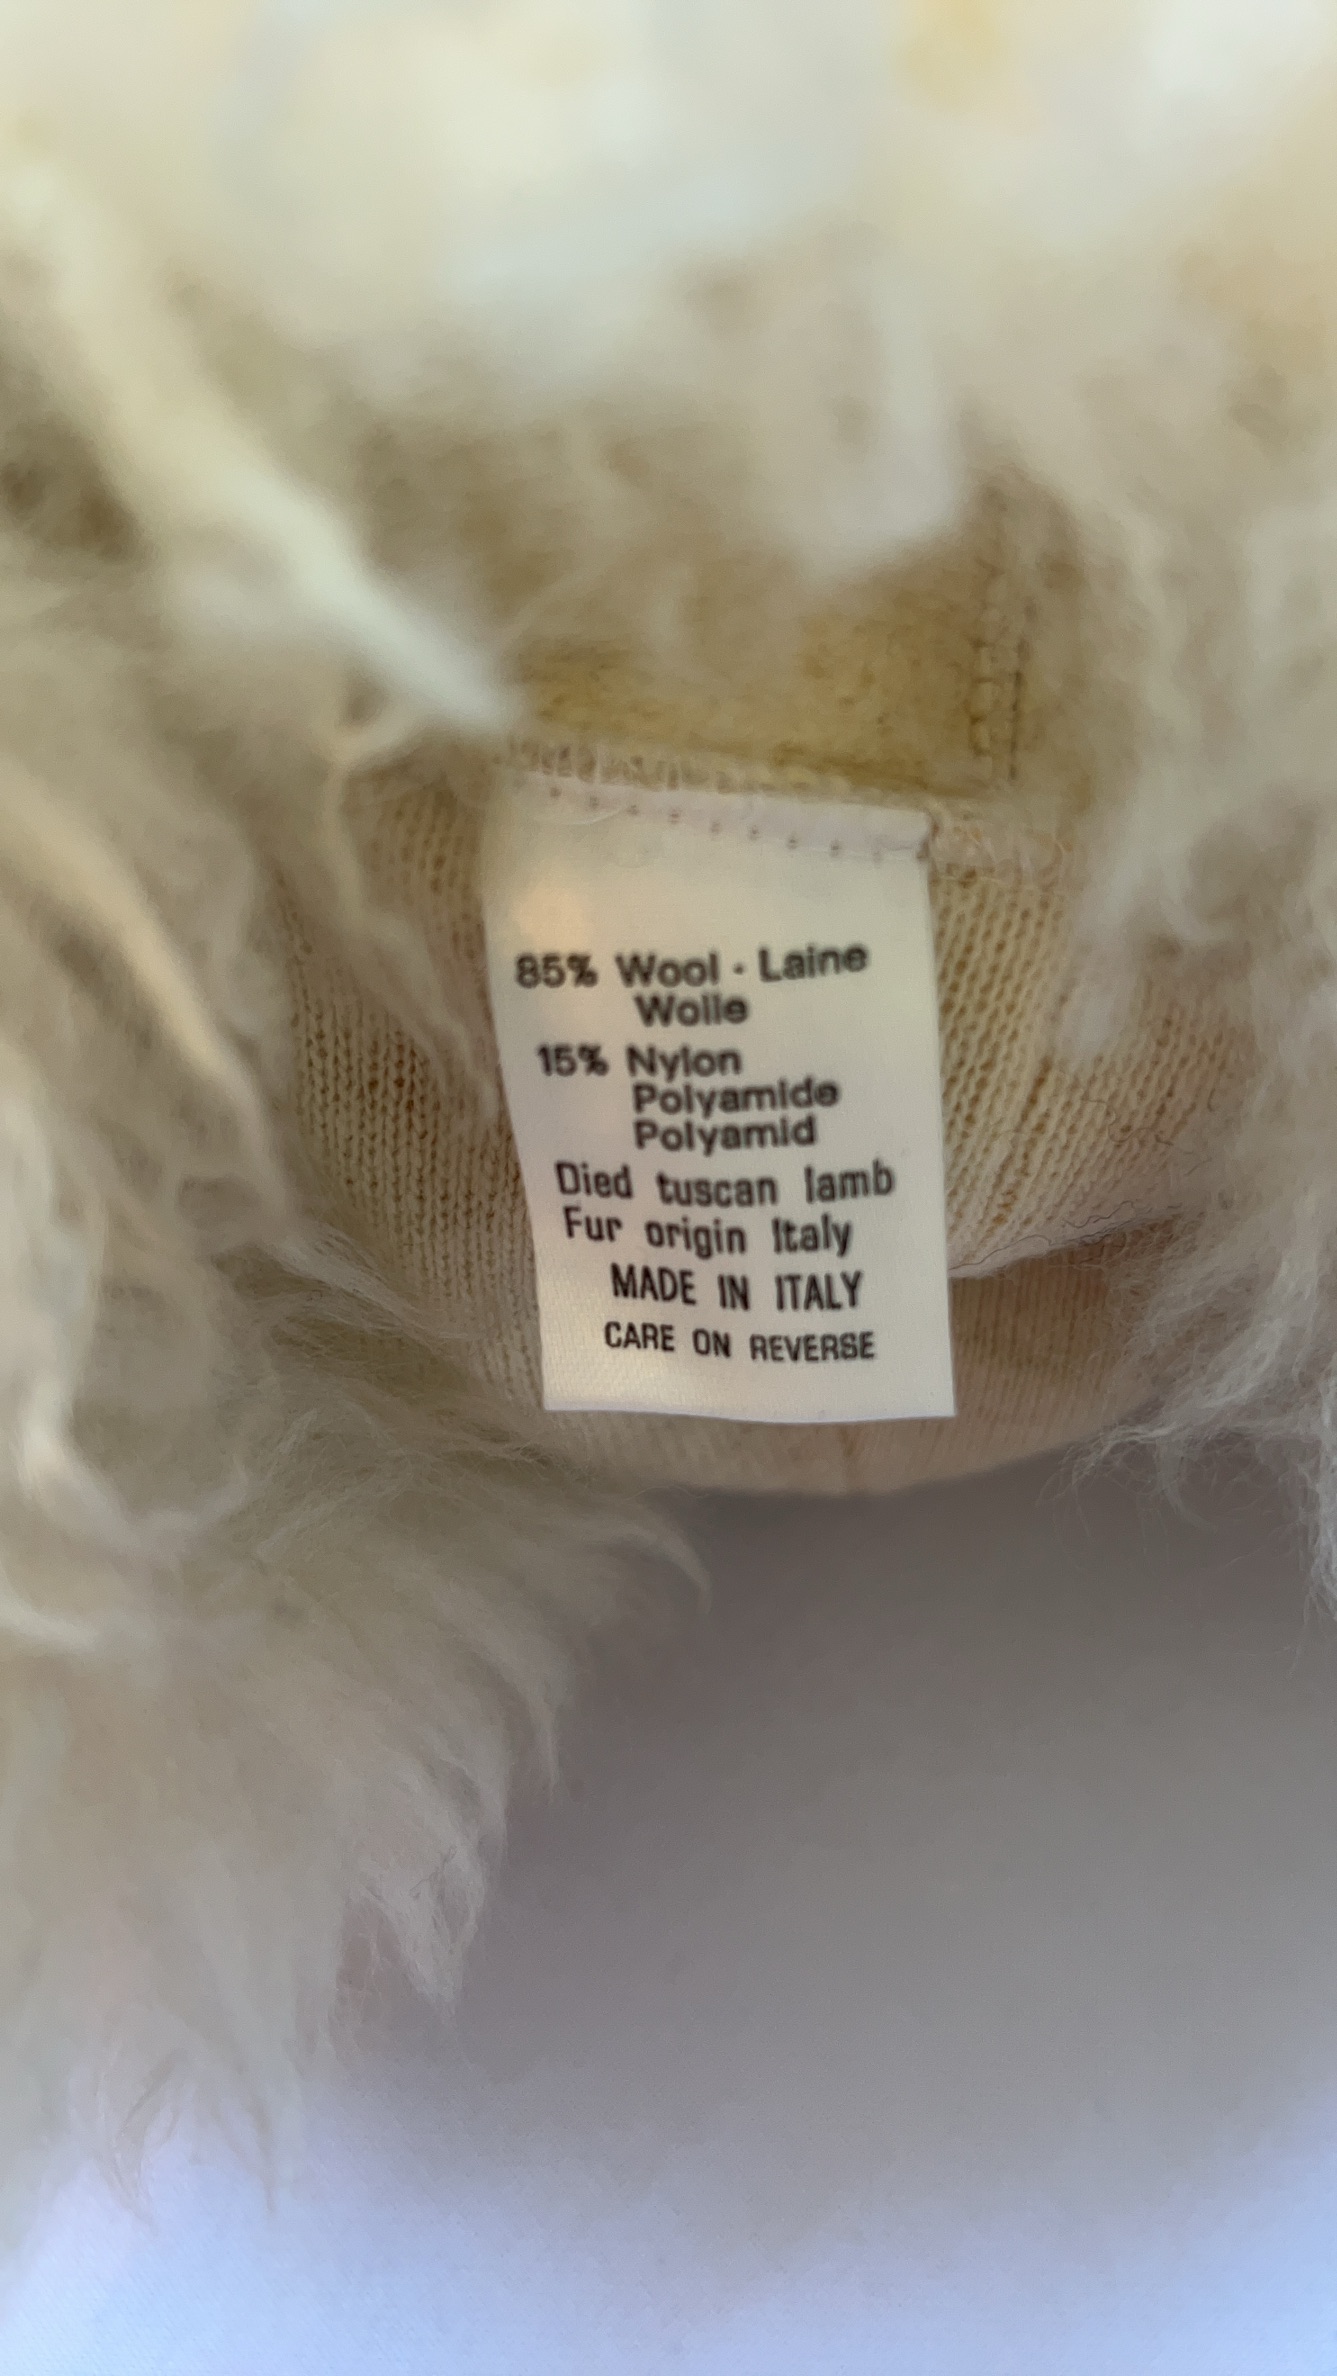 85% Wool - Laine
Wolle
15% Nylon
Polyamide
Polyamid
Died tuscan lamb
Fur origin Italy
MADE IN ITALY
CARE ON REVERSE